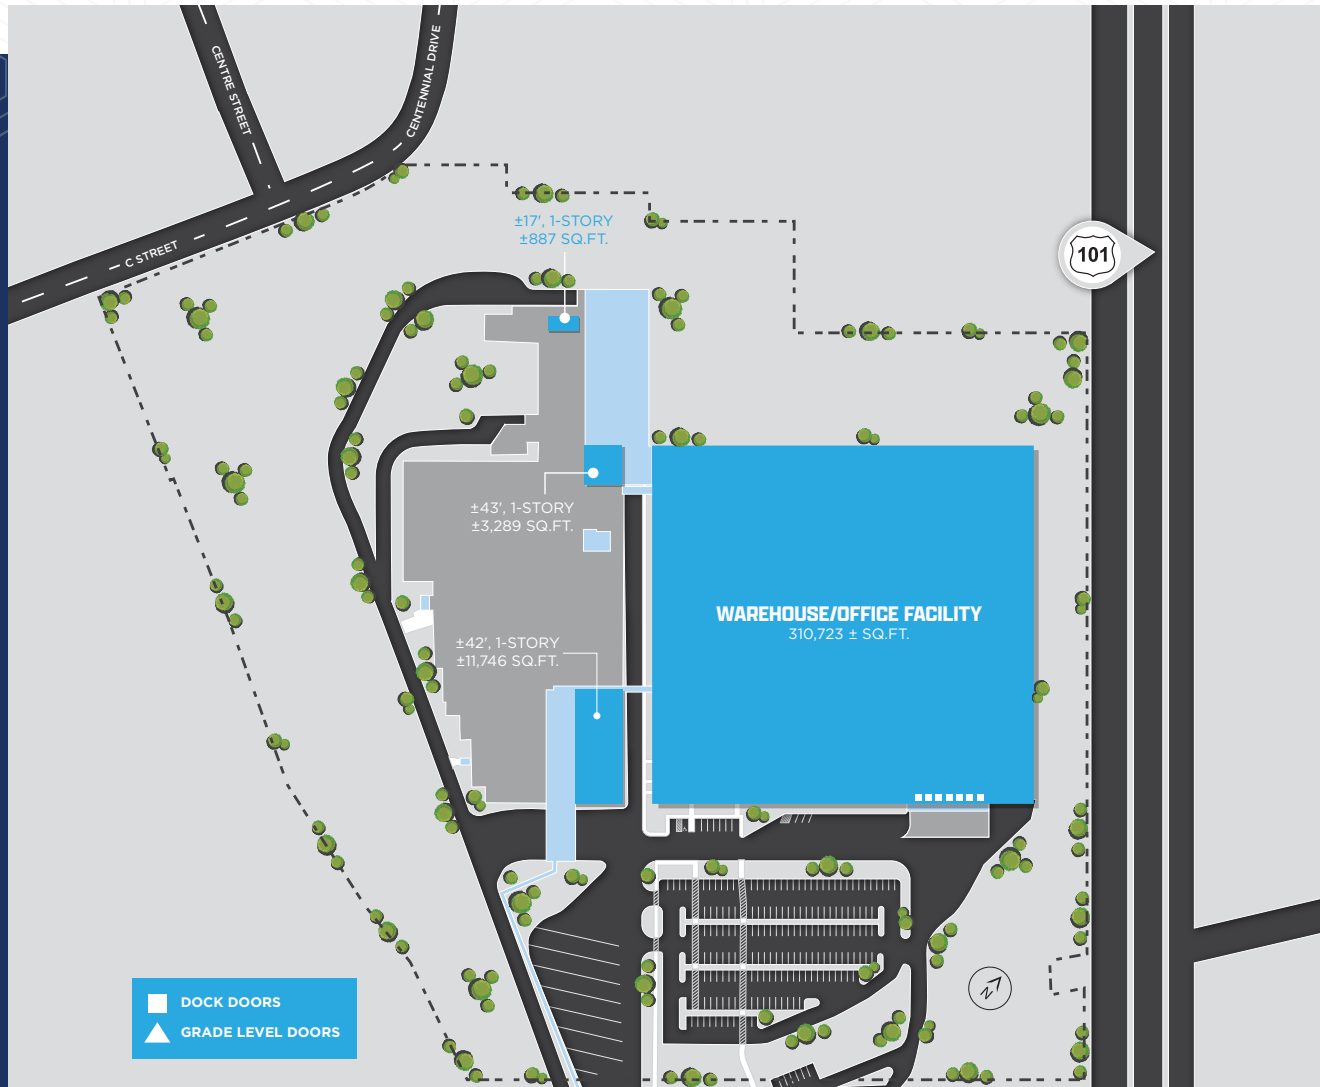 CENTRE STREET
CENTENNIAL DRIVE
C STREET
±17', 1-STORY
±887 SQ.FT.
101
±43', 1-STORY
±3,289 SQ.FT.
WAREHOUSE/OFFICE FACILITY
310,723 ± SQ.FT.
±42', 1-STORY
±11,746 SQ.FT.
N
DOCK DOORS
GRADE LEVEL DOORS